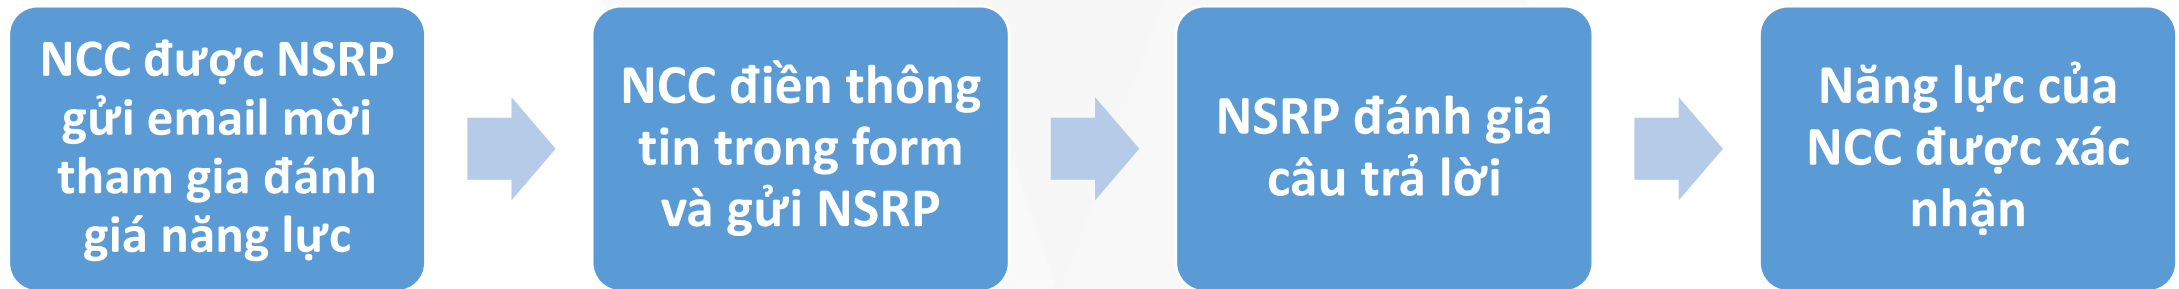 NCC được NSRP
gửi email mời
tham gia đánh
giá năng lực
NCC điền thông
tin trong form
và gửi NSRP
NSRP đánh giá
câu trả lời
Năng lực của
NCC được xác
nhận